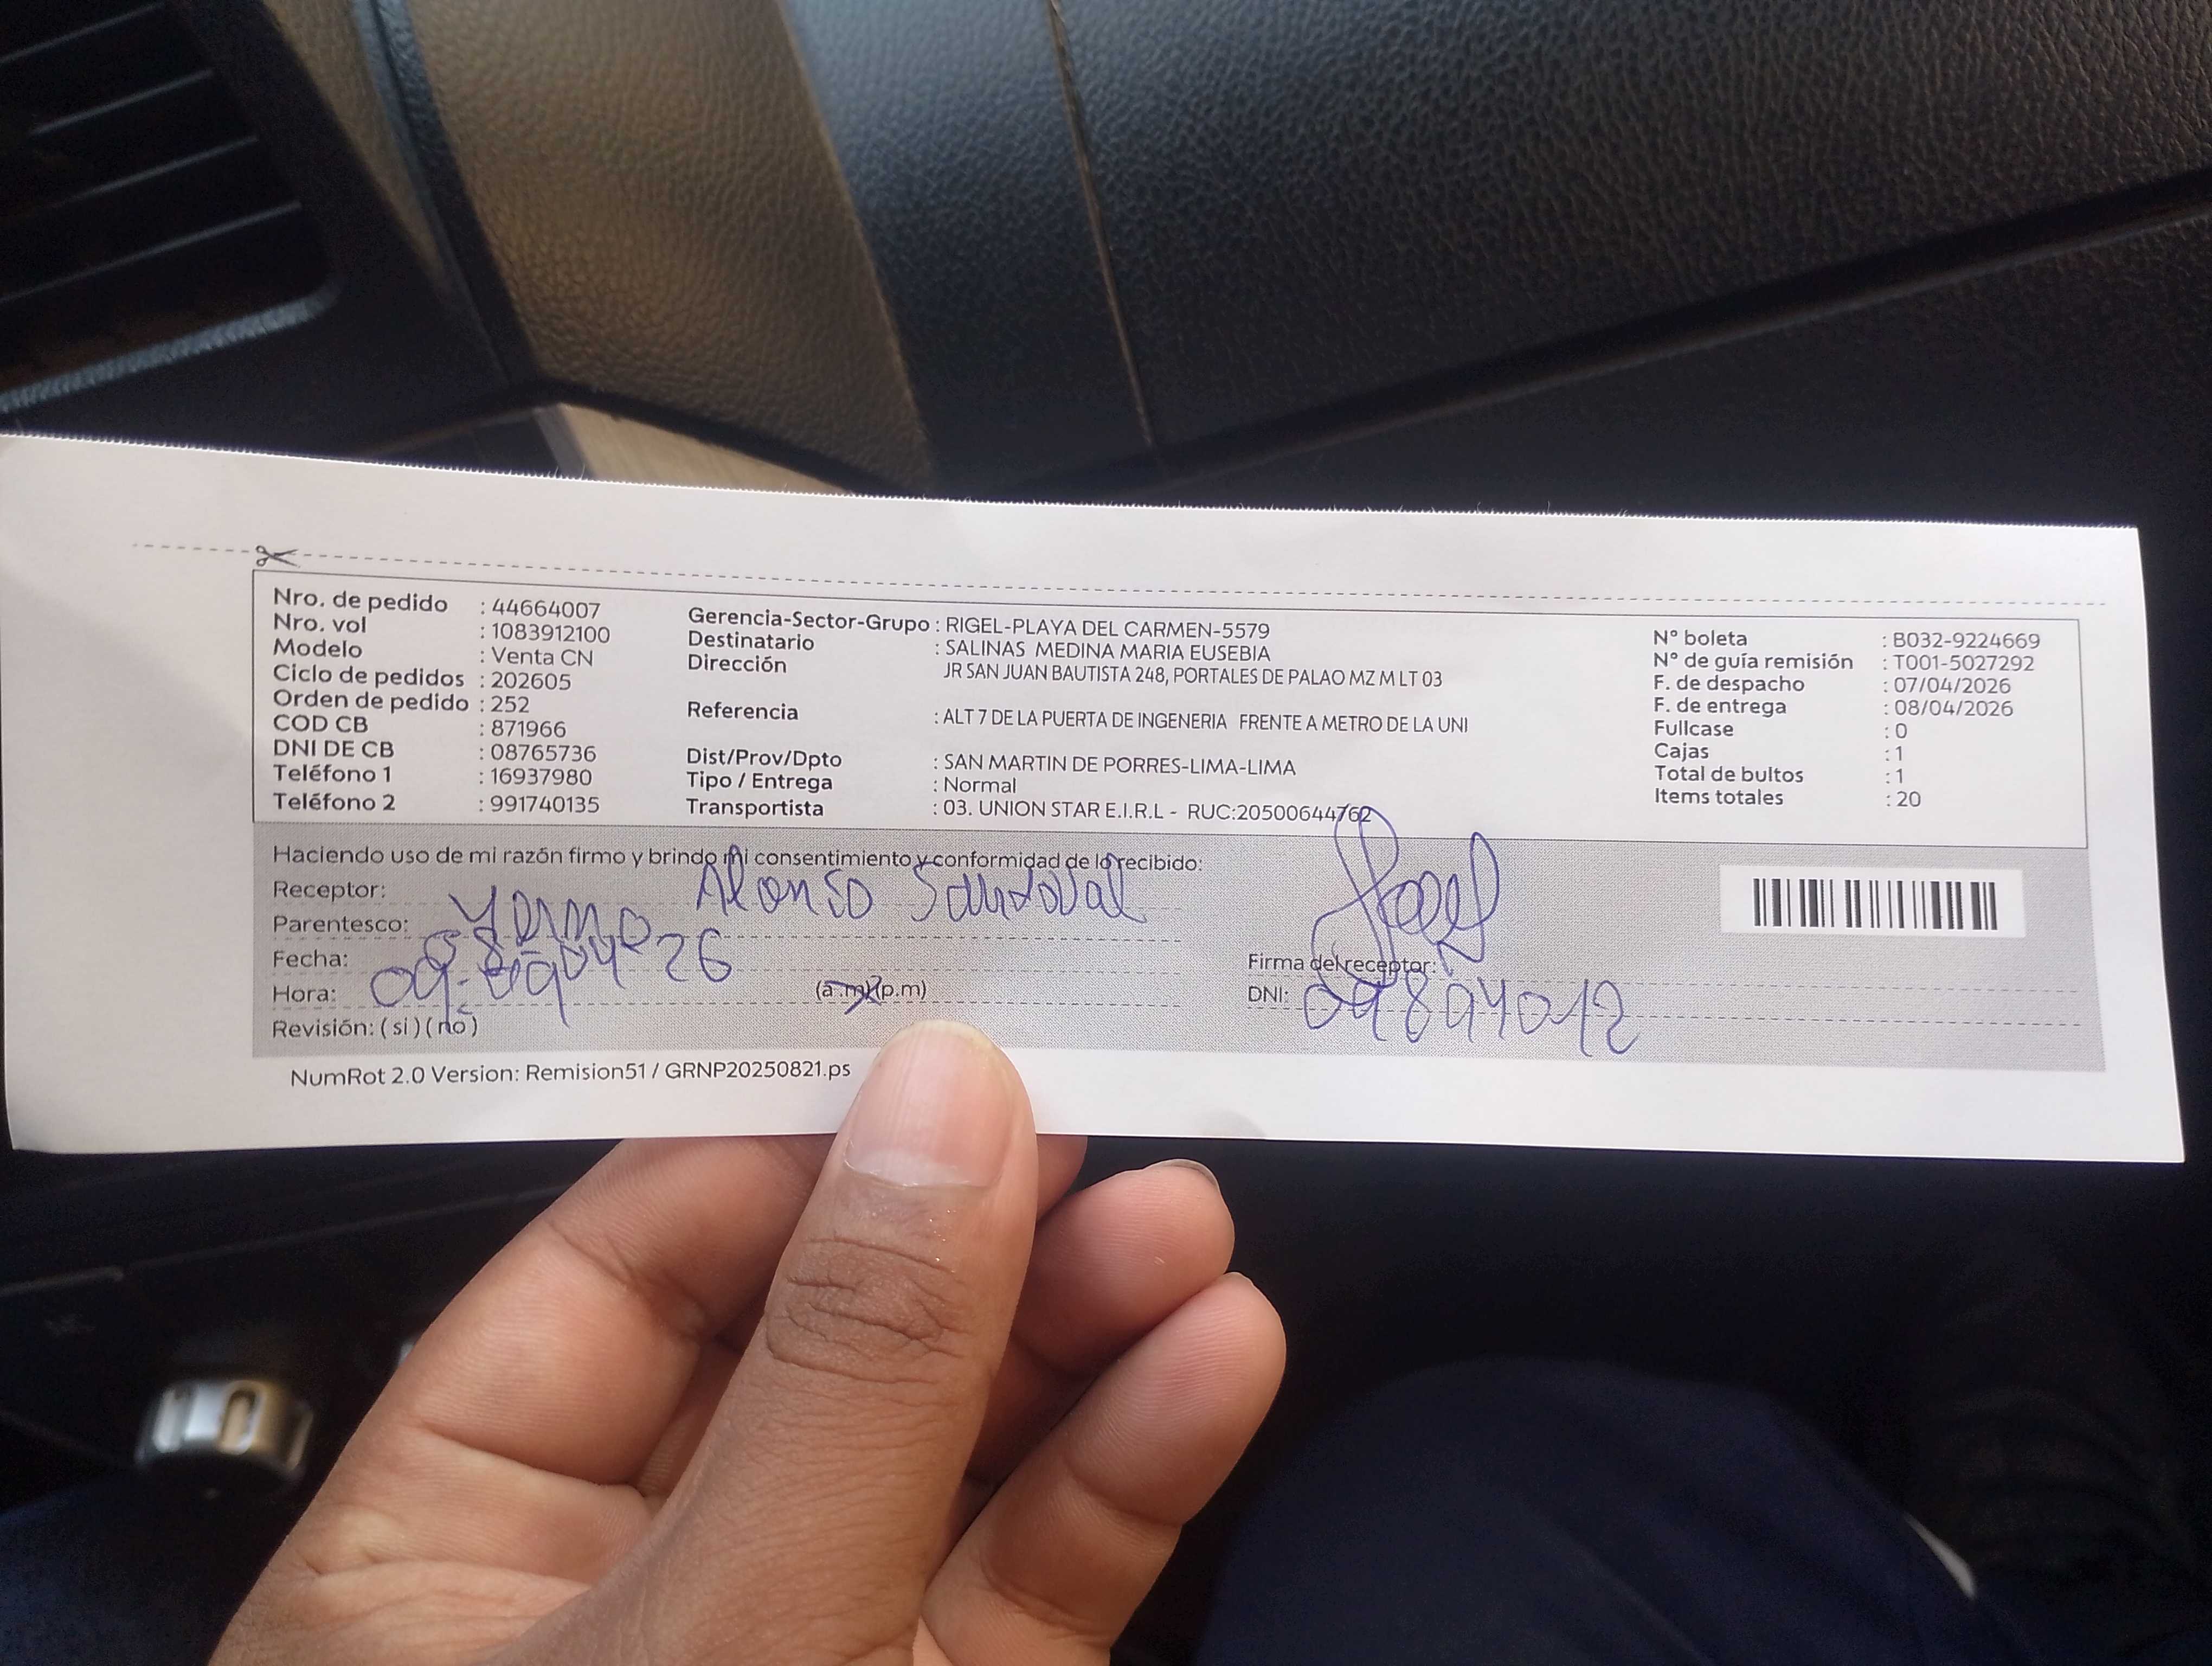 Nro. de pedido : 44664007
Nro. vol : 1083912100
Modelo : Venta CN
Ciclo de pedidos : 202605
Orden de pedido : 252
COD CB : 871966
DNI DE CB : 08765736
Teléfono 1 : 16937980
Teléfono 2 : 991740135
Gerencia-Sector-Grupo : RIGEL-PLAYA DEL CARMEN-5579
Destinatario : SALINAS MEDINA MARIA EUSEBIA
Dirección JR SAN JUAN BAUTISTA 248, PORTALES DE PALAO MZ M LT 03
Referencia : ALT 7 DE LA PUERTA DE INGENERIA FRENTE A METRO DE LA UNI
Dist/Prov/Dpto : SAN MARTIN DE PORRES-LIMA-LIMA
Tipo / Entrega : Normal
Transportista : 03. UNION STAR E.I.R.L - RUC:20500644762
N° boleta : B032-9224669
N° de guía remisión : T001-5027292
F. de despacho : 07/04/2026
F. de entrega : 08/04/2026
Fullcase : 0
Cajas : 1
Total de bultos : 1
Items totales : 20
Haciendo uso de mi razón firmo y brindo mi consentimiento y conformidad de lo recibido:
Receptor: Alonso Sandoval
Parentesco: Yerno
Fecha: 26
Hora: (a.m)(p.m)
Revisión: (si) (no)
Firma del receptor:
DNI: 09894012
NumRot 2.0 Version: Remision51 / GRNP20250821.ps